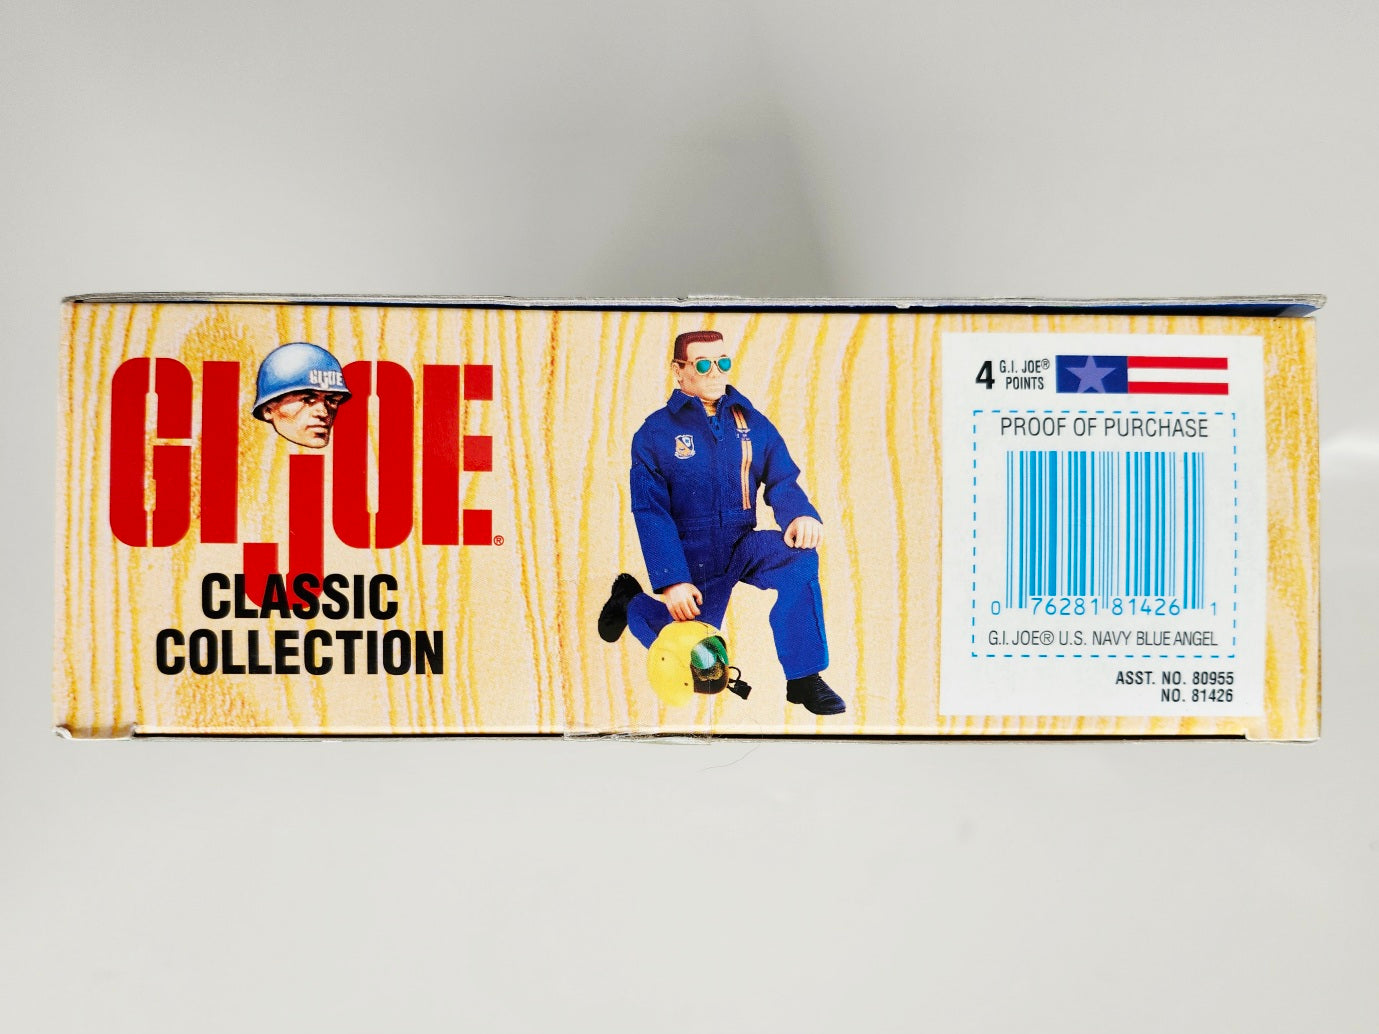 GI JOE®
GI JOE
CLASSIC
COLLECTION
4 G.I. JOE®
POINTS
PROOF OF PURCHASE
0 76281 81426 1
G.I. JOE® U.S. NAVY BLUE ANGEL
ASST. NO. 80955
NO. 81426